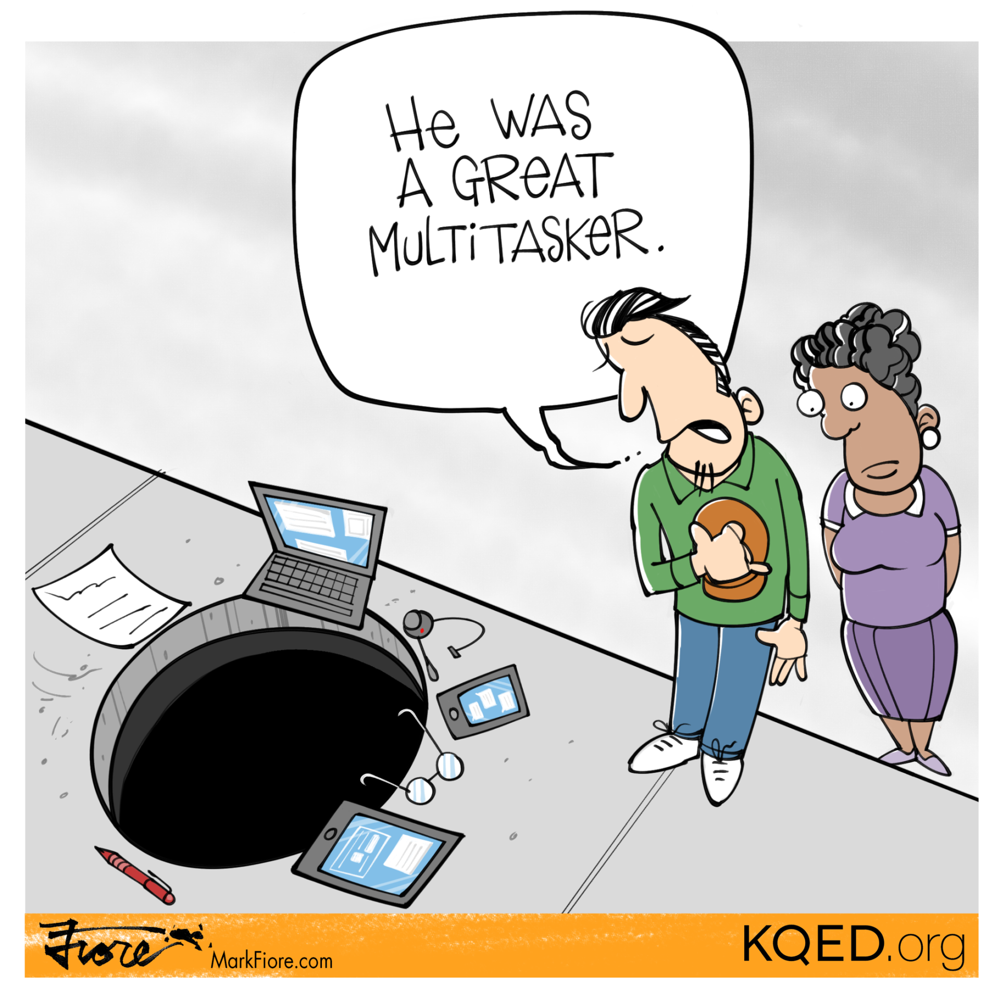 He WAS
A GReAT
MULTiTASKeR.
Fiore
MarkFiore.com
KQED.org